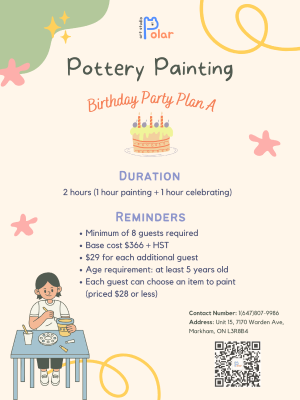 art studio
Polar
Pottery Painting
Birthday Party Plan A
DURATION
2 hours (1 hour painting + 1 hour celebrating)
REMINDERS
• Minimum of 8 guests required
• Base cost $366 + HST
• $29 for each additional guest
• Age requirement: at least 5 years old
• Each guest can choose an item to paint
(priced $28 or less)
Contact Number: 1(647)807-9986
Address: Unit 15, 7170 Warden Ave,
Markham, ON L3R8B4